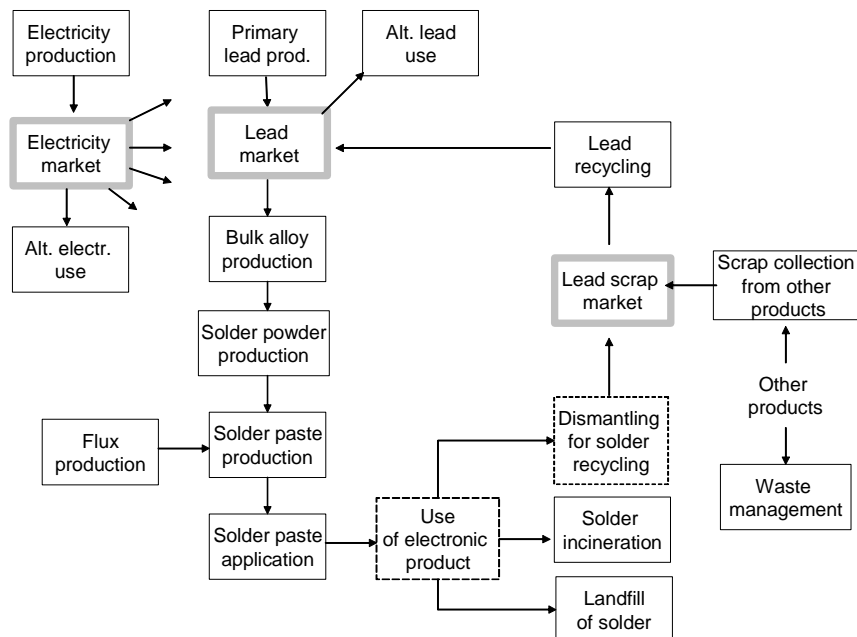 Electricity
production
Primary
lead prod.
Alt. lead
use
Electricity
market
Lead
market
Lead
recycling
Alt. electr.
use
Bulk alloy
production
Lead scrap
market
Scrap collection
from other
products
Solder powder
production
Other
products
Flux
production
Solder paste
production
Dismantling
for solder
recycling
Waste
management
Solder paste
application
Use
of electronic
product
Solder
incineration
Landfill
of solder